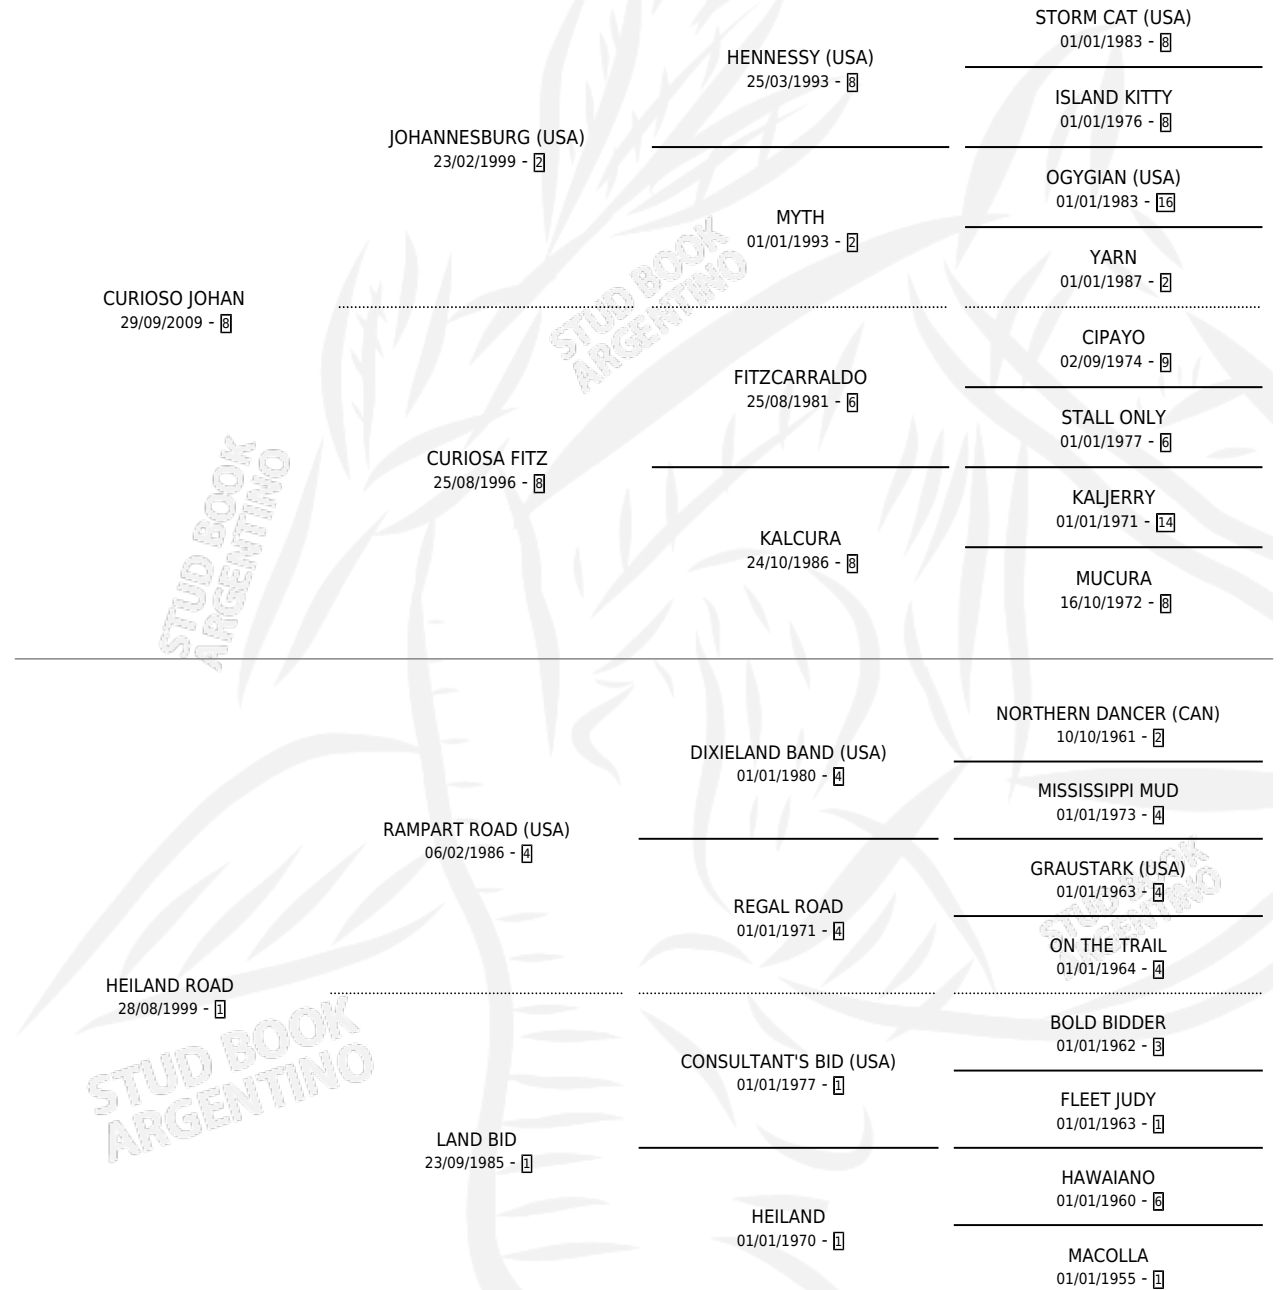 STORM CAT (USA)
01/01/1983 - 8
HENNESSY (USA)
25/03/1993 - 8
ISLAND KITTY
01/01/1976 - 8
JOHANNESBURG (USA)
23/02/1999 - 2
OGYGIAN (USA)
01/01/1983 - 16
MYTH
01/01/1993 - 2
YARN
01/01/1987 - 2
CURIOSO JOHAN
29/09/2009 - 8
CIPAYO
02/09/1974 - 9
FITZCARRALDO
25/08/1981 - 6
STALL ONLY
01/01/1977 - 6
CURIOSA FITZ
25/08/1996 - 8
KALJERRY
01/01/1971 - 14
KALCURA
24/10/1986 - 8
MUCURA
16/10/1972 - 8
NORTHERN DANCER (CAN)
10/10/1961 - 2
DIXIELAND BAND (USA)
01/01/1980 - 4
MISSISSIPPI MUD
01/01/1973 - 4
RAMPART ROAD (USA)
06/02/1986 - 4
GRAUSTARK (USA)
01/01/1963 - 4
REGAL ROAD
01/01/1971 - 4
ON THE TRAIL
01/01/1964 - 4
HEILAND ROAD
28/08/1999 - 1
BOLD BIDDER
01/01/1962 - 3
CONSULTANT'S BID (USA)
01/01/1977 - 1
FLEET JUDY
01/01/1963 - 1
LAND BID
23/09/1985 - 1
HAWAIANO
01/01/1960 - 6
HEILAND
01/01/1970 - 1
MACOLLA
01/01/1955 - 1
STUD BOOK
ARGENTINO
STUD BOOK
ARGENTINO
STUD BOOK
ARGENTINO
STUD BOOK
ARGENTINO